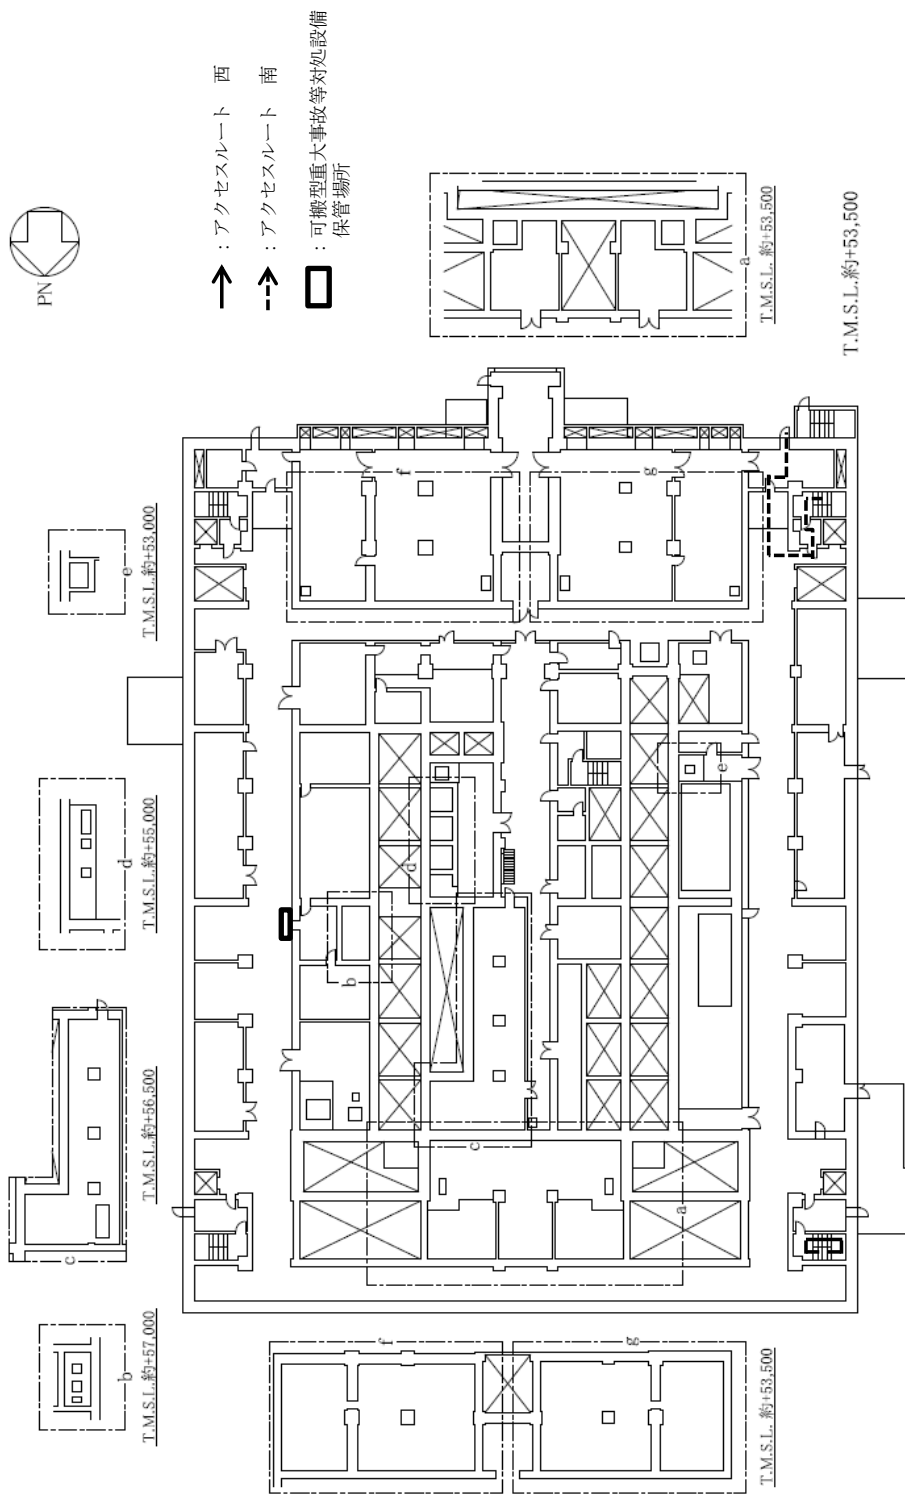 PN
：アクセスルート　西
：アクセスルート　南
：可搬型重大事故等対処設備
保管場所
a
T.M.S.L. 約+53,500
T.M.S.L.約+53,500
e
T.M.S.L.約+53,000
d
T.M.S.L.約+55,000
c
T.M.S.L.約+56,500
b
T.M.S.L.約+57,000
f
g
e
d
b
c
a
f
g
T.M.S.L. 約+53,500